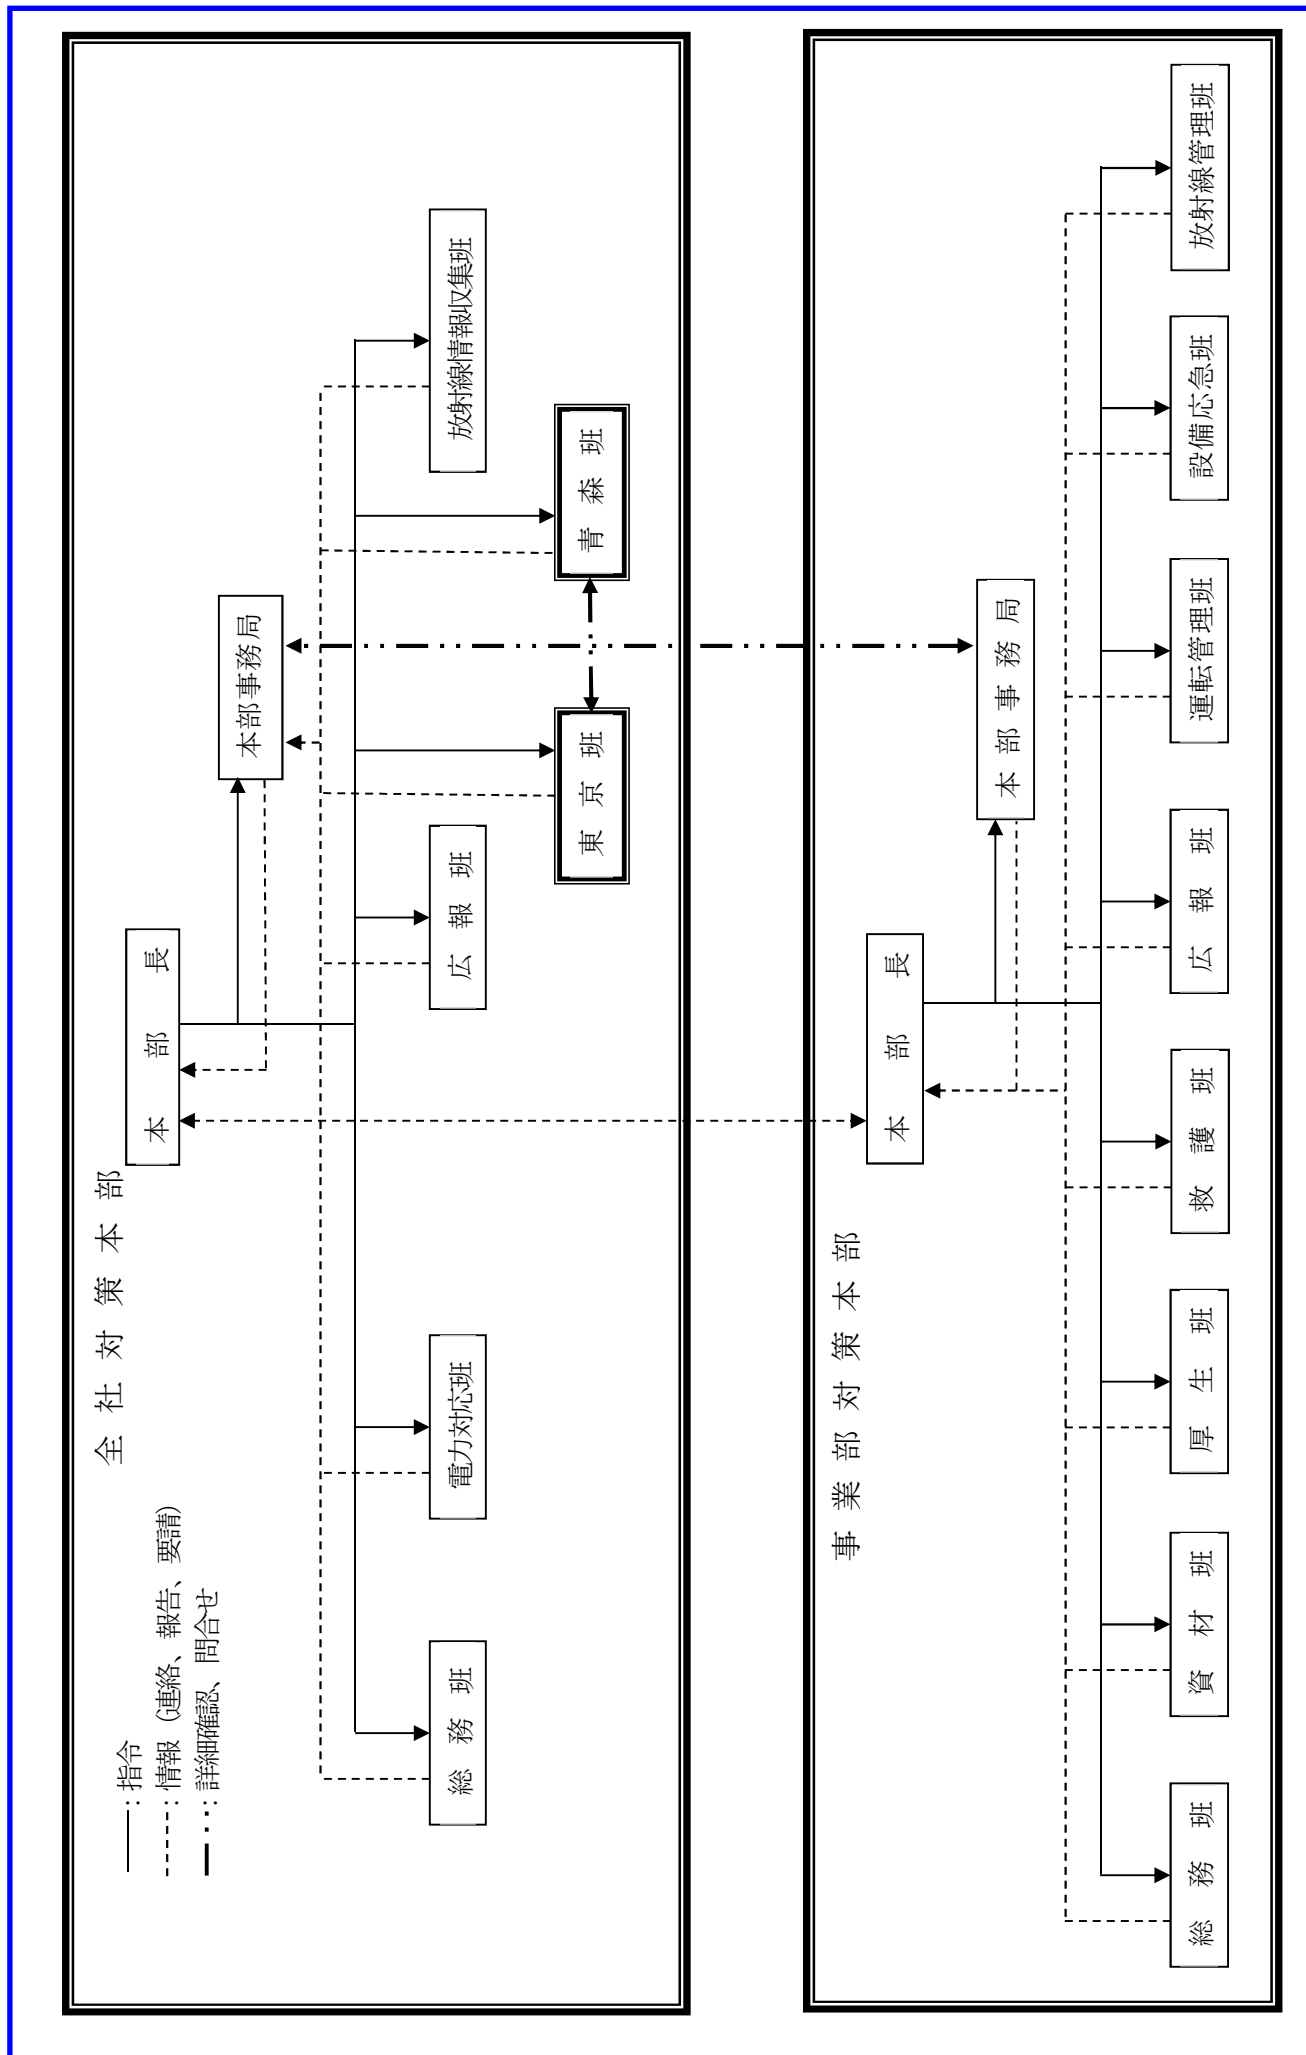 全 社 対 策 本 部
―：指令
---：情報（連絡、報告、要請）
―・・：詳細確認、問合せ
本 部 長
本部事務局
総 務 班
電力対応班
広 報 班
放射線情報収集班
東 京 班
青 森 班
事 業 部 対 策 本 部
本 部 長
本 部 事 務 局
総 務 班
資 材 班
厚 生 班
救 護 班
広 報 班
運転管理班
設備応急班
放射線管理班